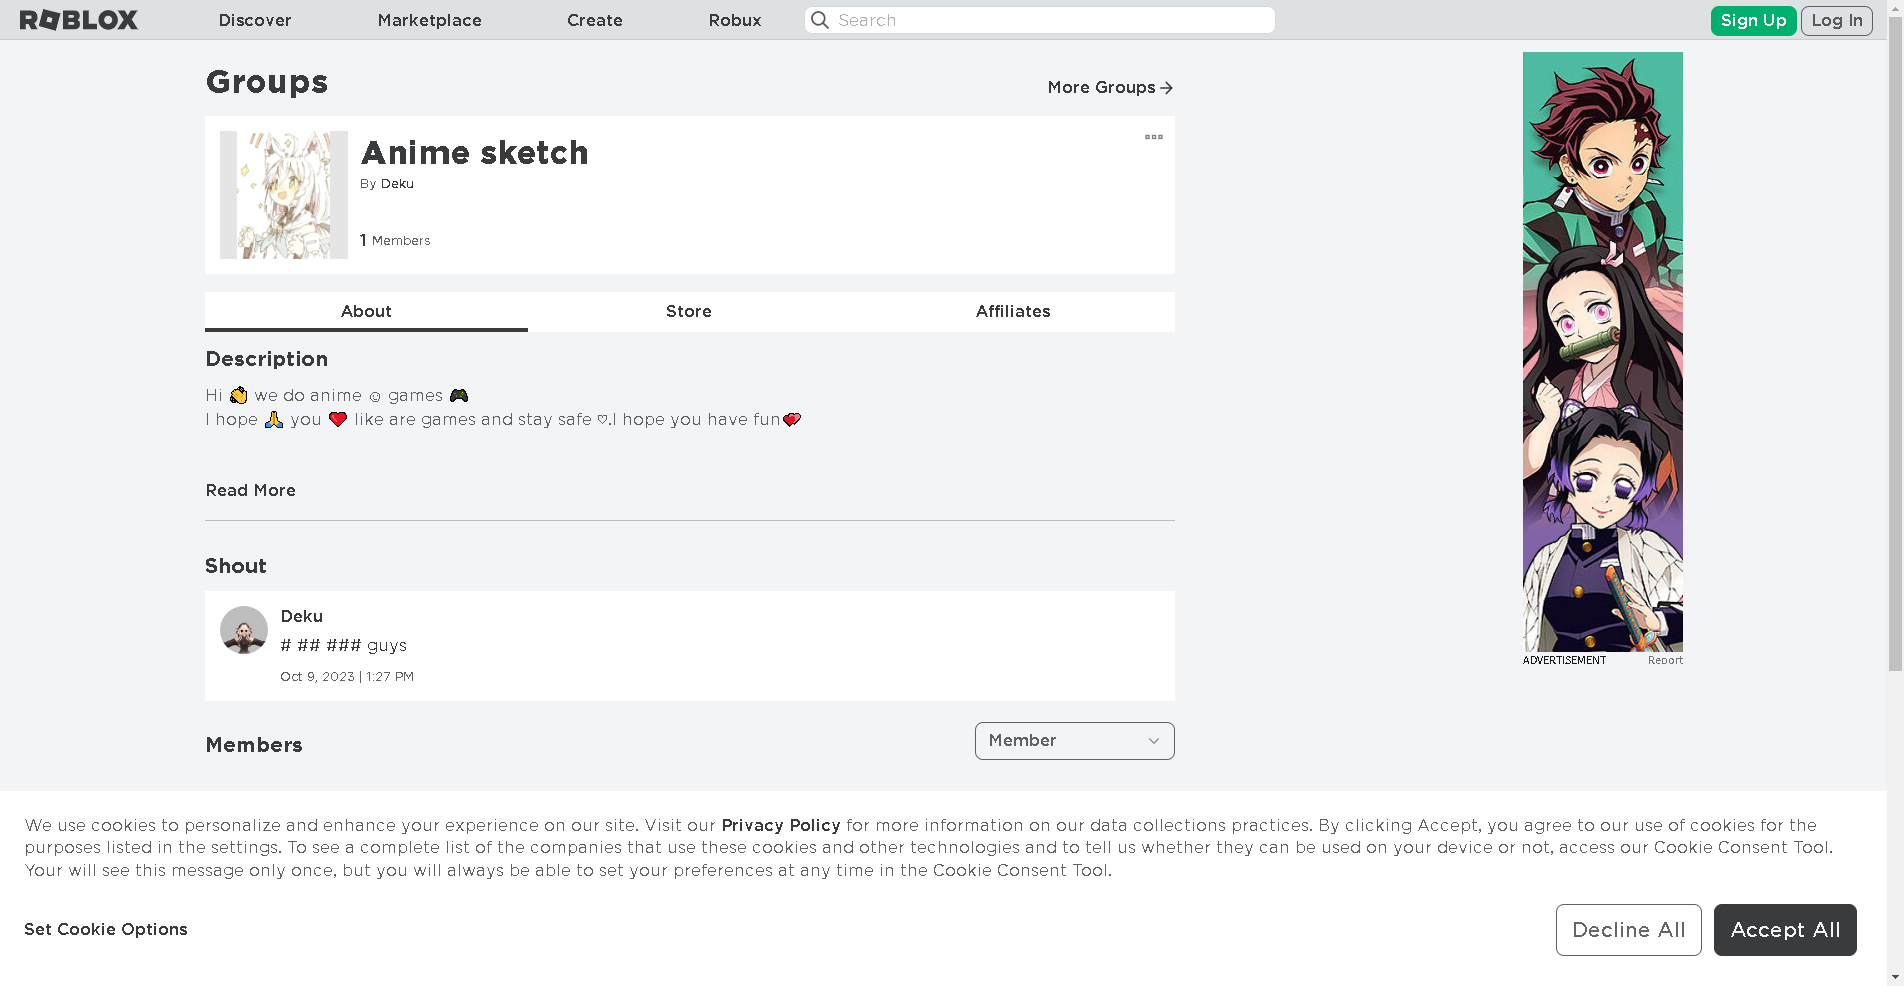 ROBLOX Discover Marketplace Create Robux Search Sign Up Log In
Groups
More Groups
Anime sketch
By Deku
1 Members
About Store Affiliates
Description
Hi 👋 we do anime ☺ games 🎮
I hope 🙏 you ❤️ like are games and stay safe ♡.I hope you have fun💕
Read More
Shout
Deku
# ## ### guys
Oct 9, 2023 | 1:27 PM
Members
Member
ADVERTISEMENT Report
We use cookies to personalize and enhance your experience on our site. Visit our Privacy Policy for more information on our data collections practices. By clicking Accept, you agree to our use of cookies for the
purposes listed in the settings. To see a complete list of the companies that use these cookies and other technologies and to tell us whether they can be used on your device or not, access our Cookie Consent Tool.
Your will see this message only once, but you will always be able to set your preferences at any time in the Cookie Consent Tool.
Set Cookie Options
Decline All Accept All